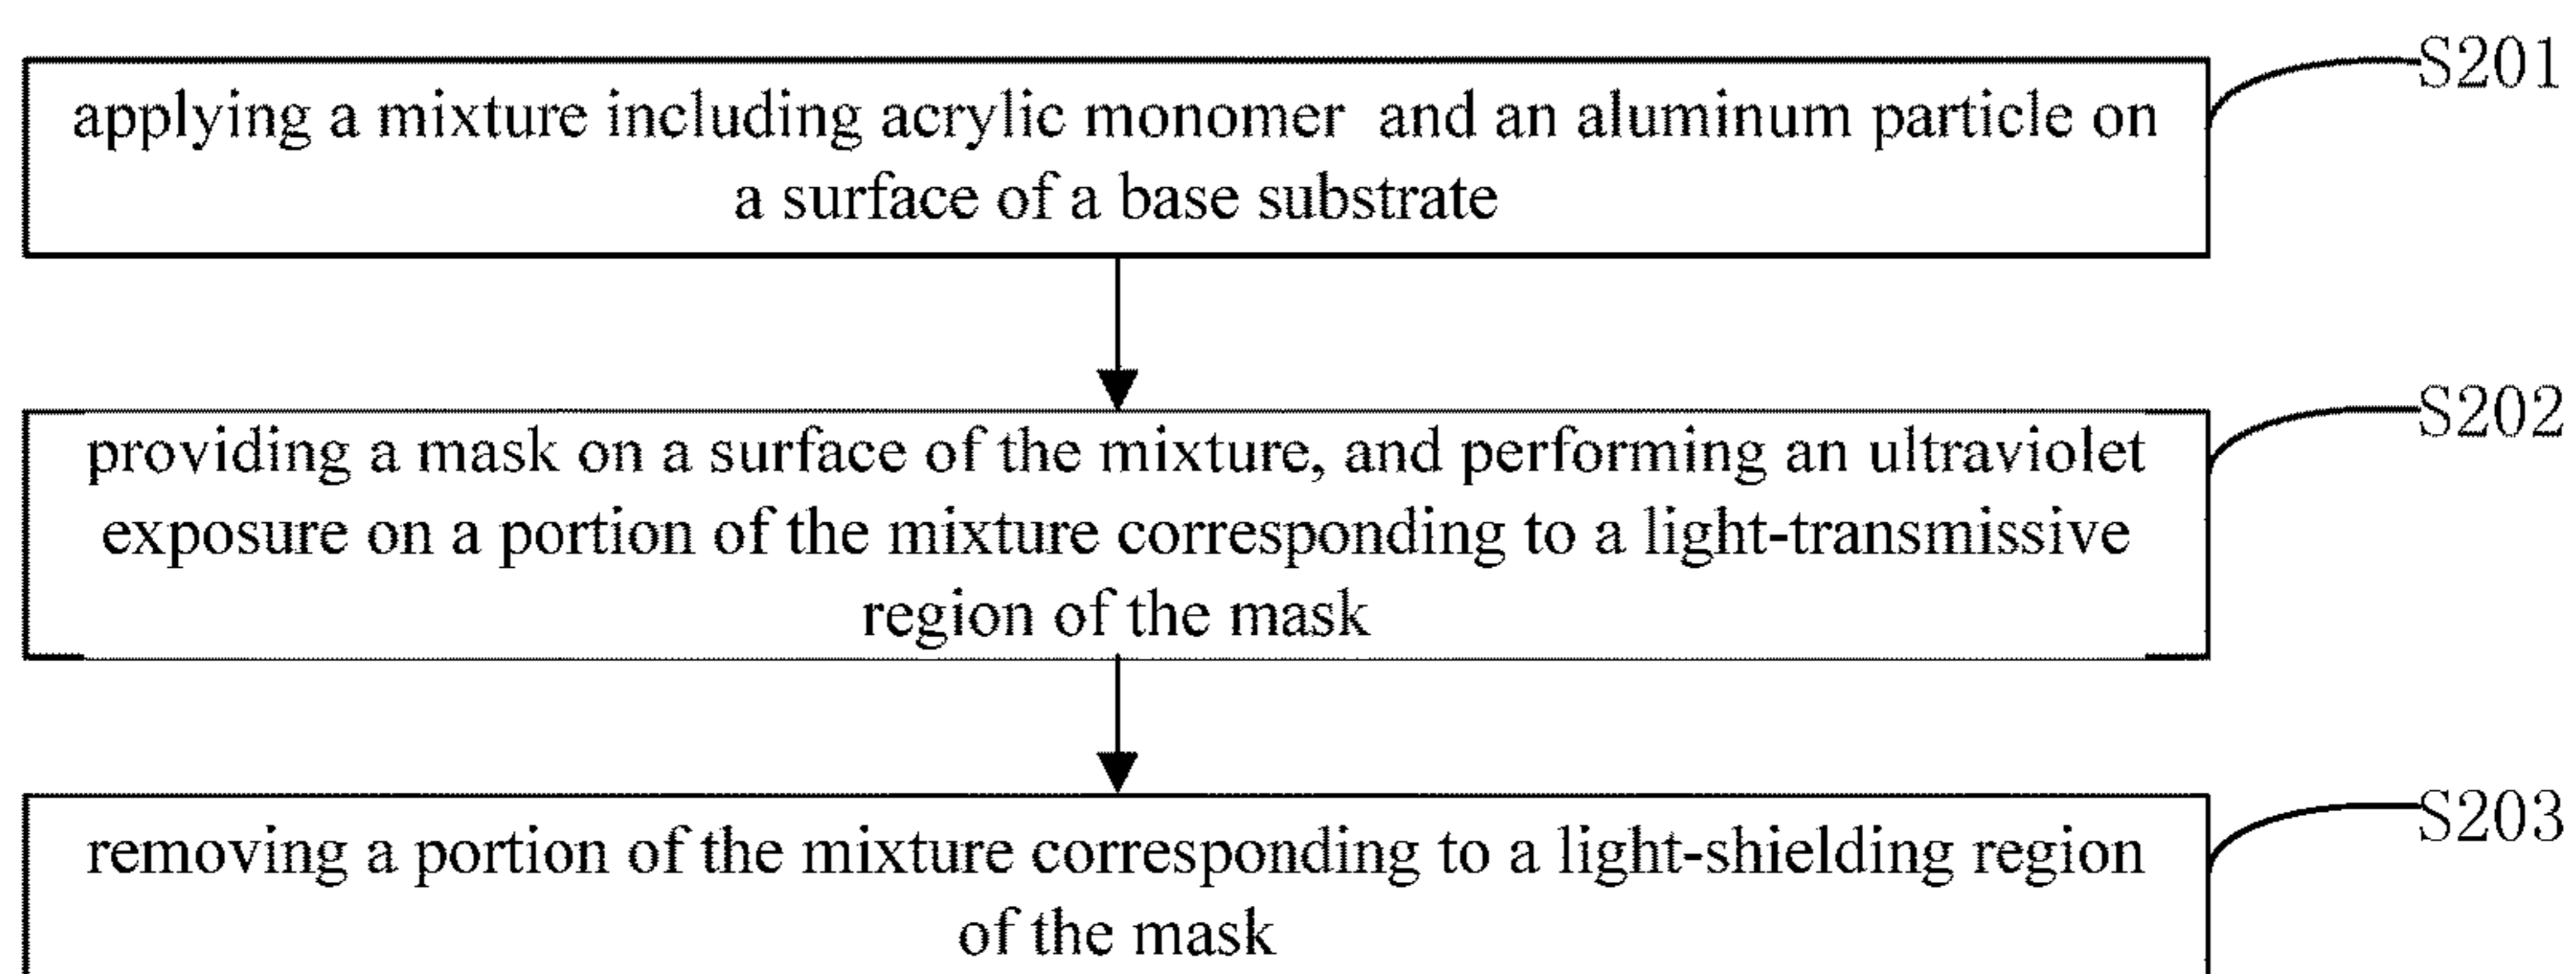 S201
applying a mixture including acrylic monomer and an aluminum particle on
a surface of a base substrate
S202
providing a mask on a surface of the mixture, and performing an ultraviolet
exposure on a portion of the mixture corresponding to a light-transmissive
region of the mask
S203
removing a portion of the mixture corresponding to a light-shielding region
of the mask